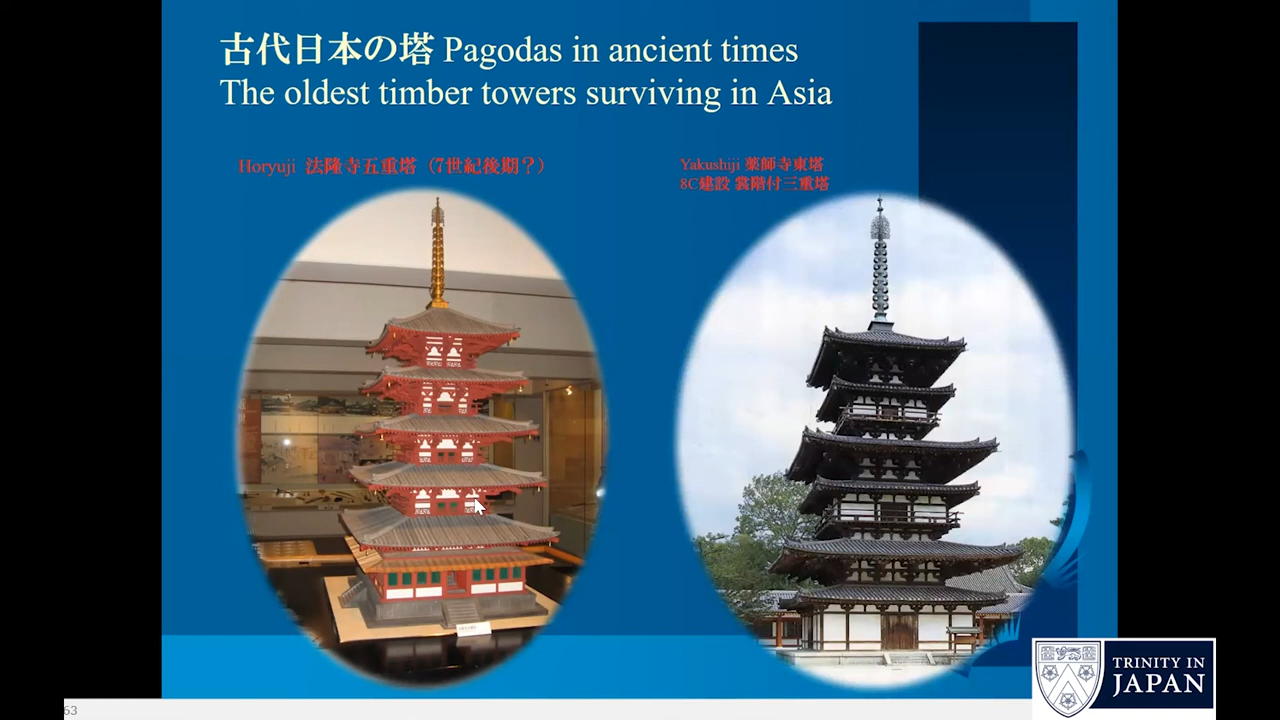 古代日本の塔 Pagodas in ancient times
The oldest timber towers surviving in Asia
Horyuji 法隆寺五重塔（7世紀後期？）
Yakushiji 薬師寺東塔
8C建設 裳階付三重塔
TRINITY IN
JAPAN
63